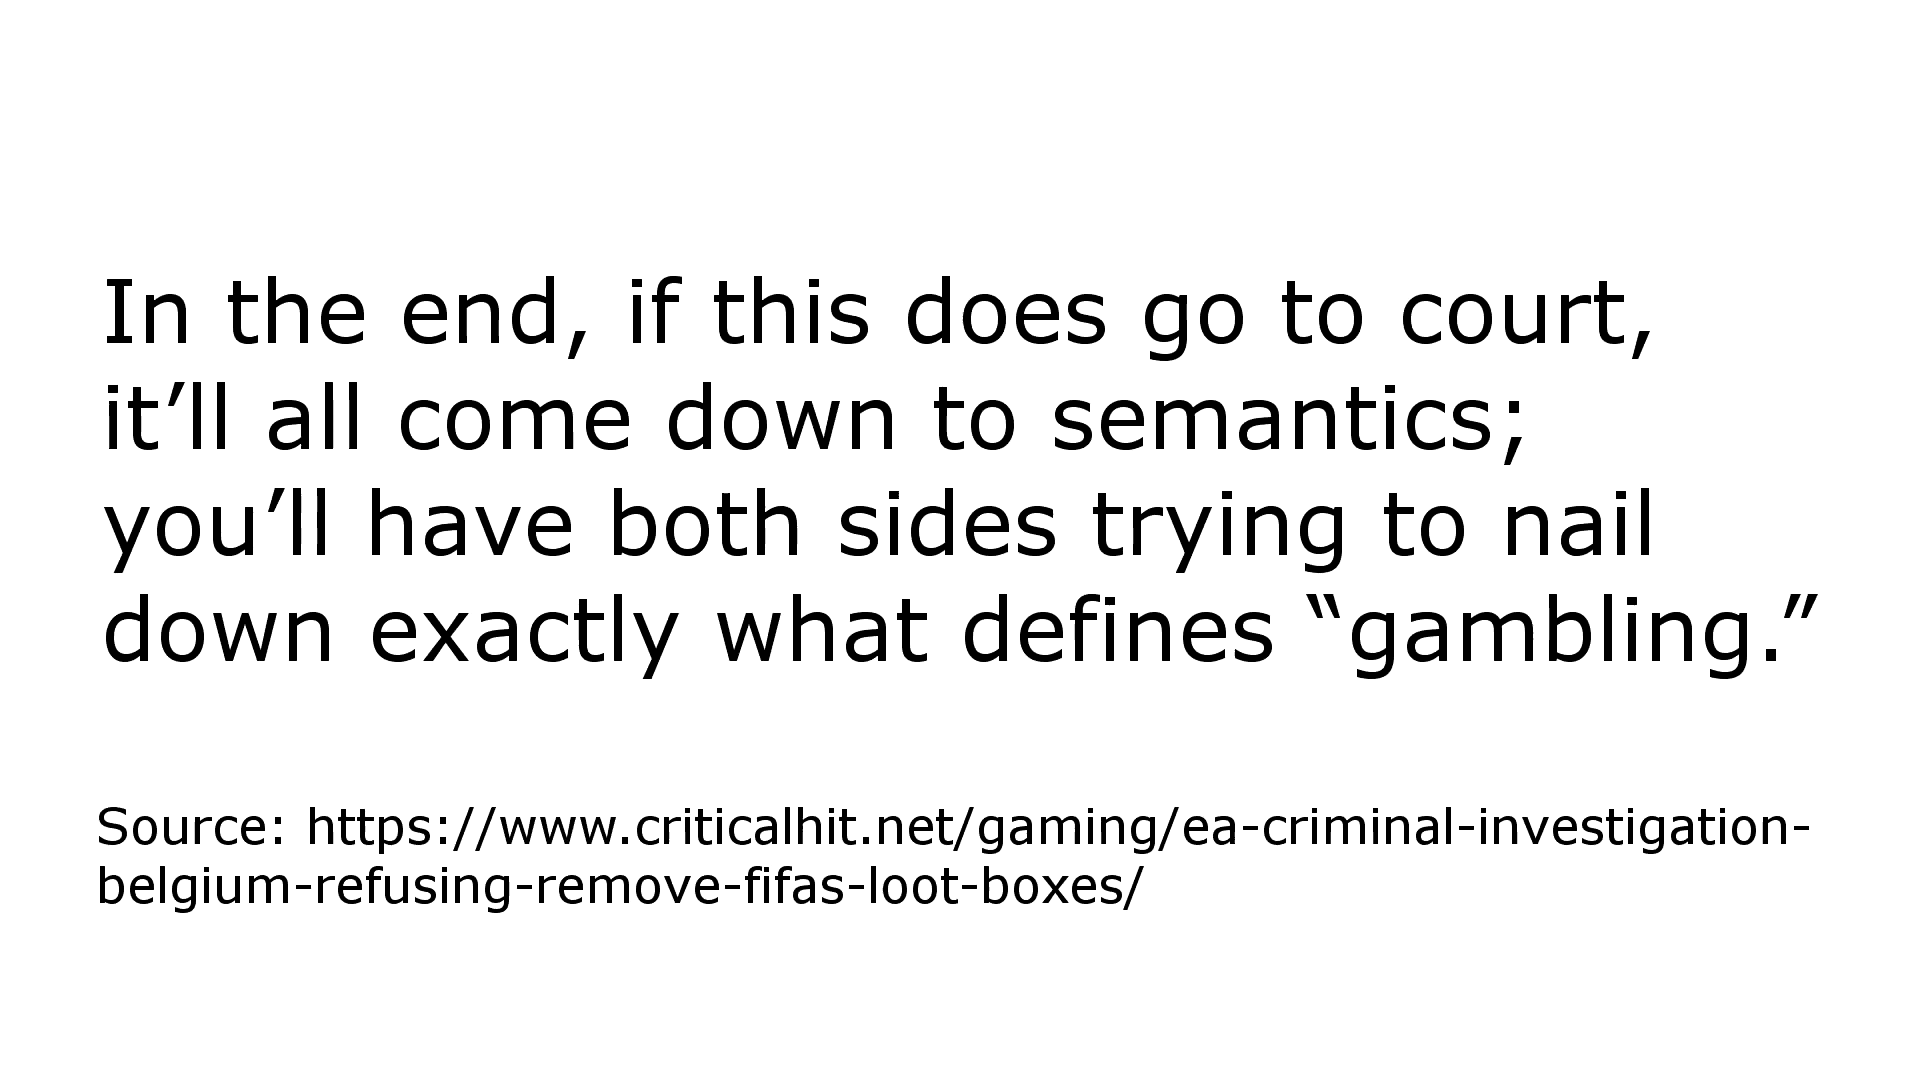 In the end, if this does go to court,
it’ll all come down to semantics;
you’ll have both sides trying to nail
down exactly what defines “gambling.”
Source: https://www.criticalhit.net/gaming/ea-criminal-investigation-
belgium-refusing-remove-fifas-loot-boxes/